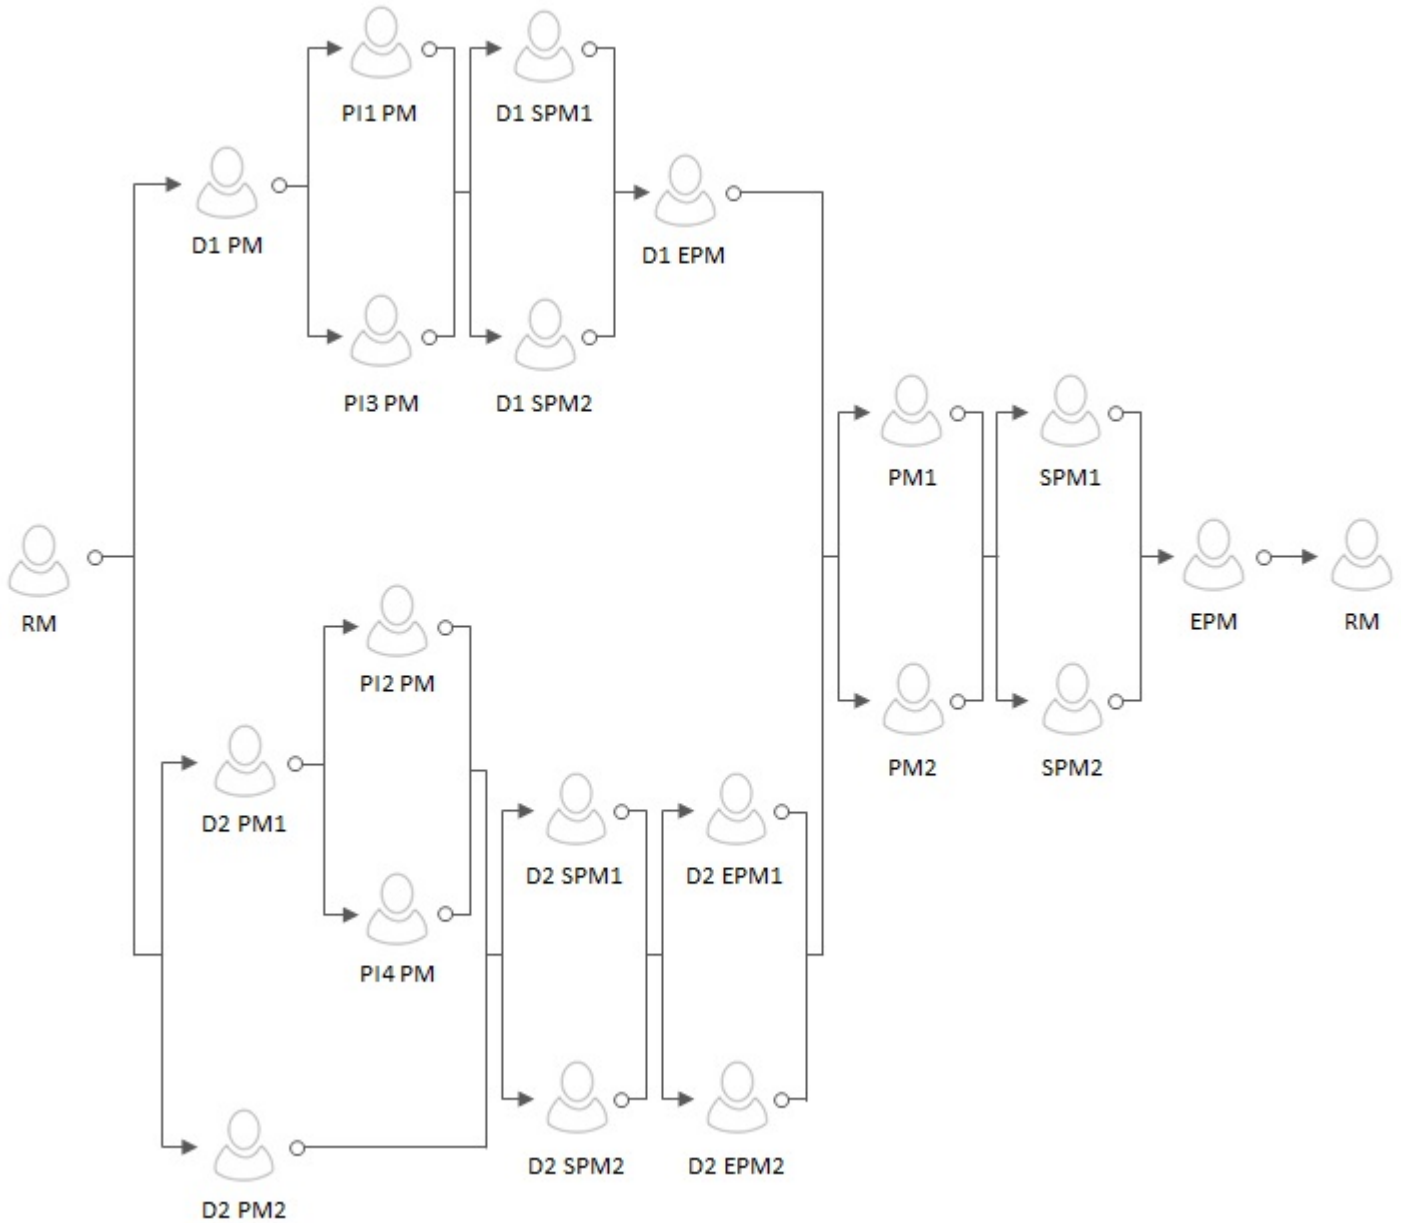 PI1 PM
D1 SPM1
D1 PM
D1 EPM
PI3 PM
D1 SPM2
PM1
SPM1
RM
EPM
RM
PI2 PM
PM2
SPM2
D2 PM1
D2 SPM1
D2 EPM1
PI4 PM
D2 SPM2
D2 EPM2
D2 PM2